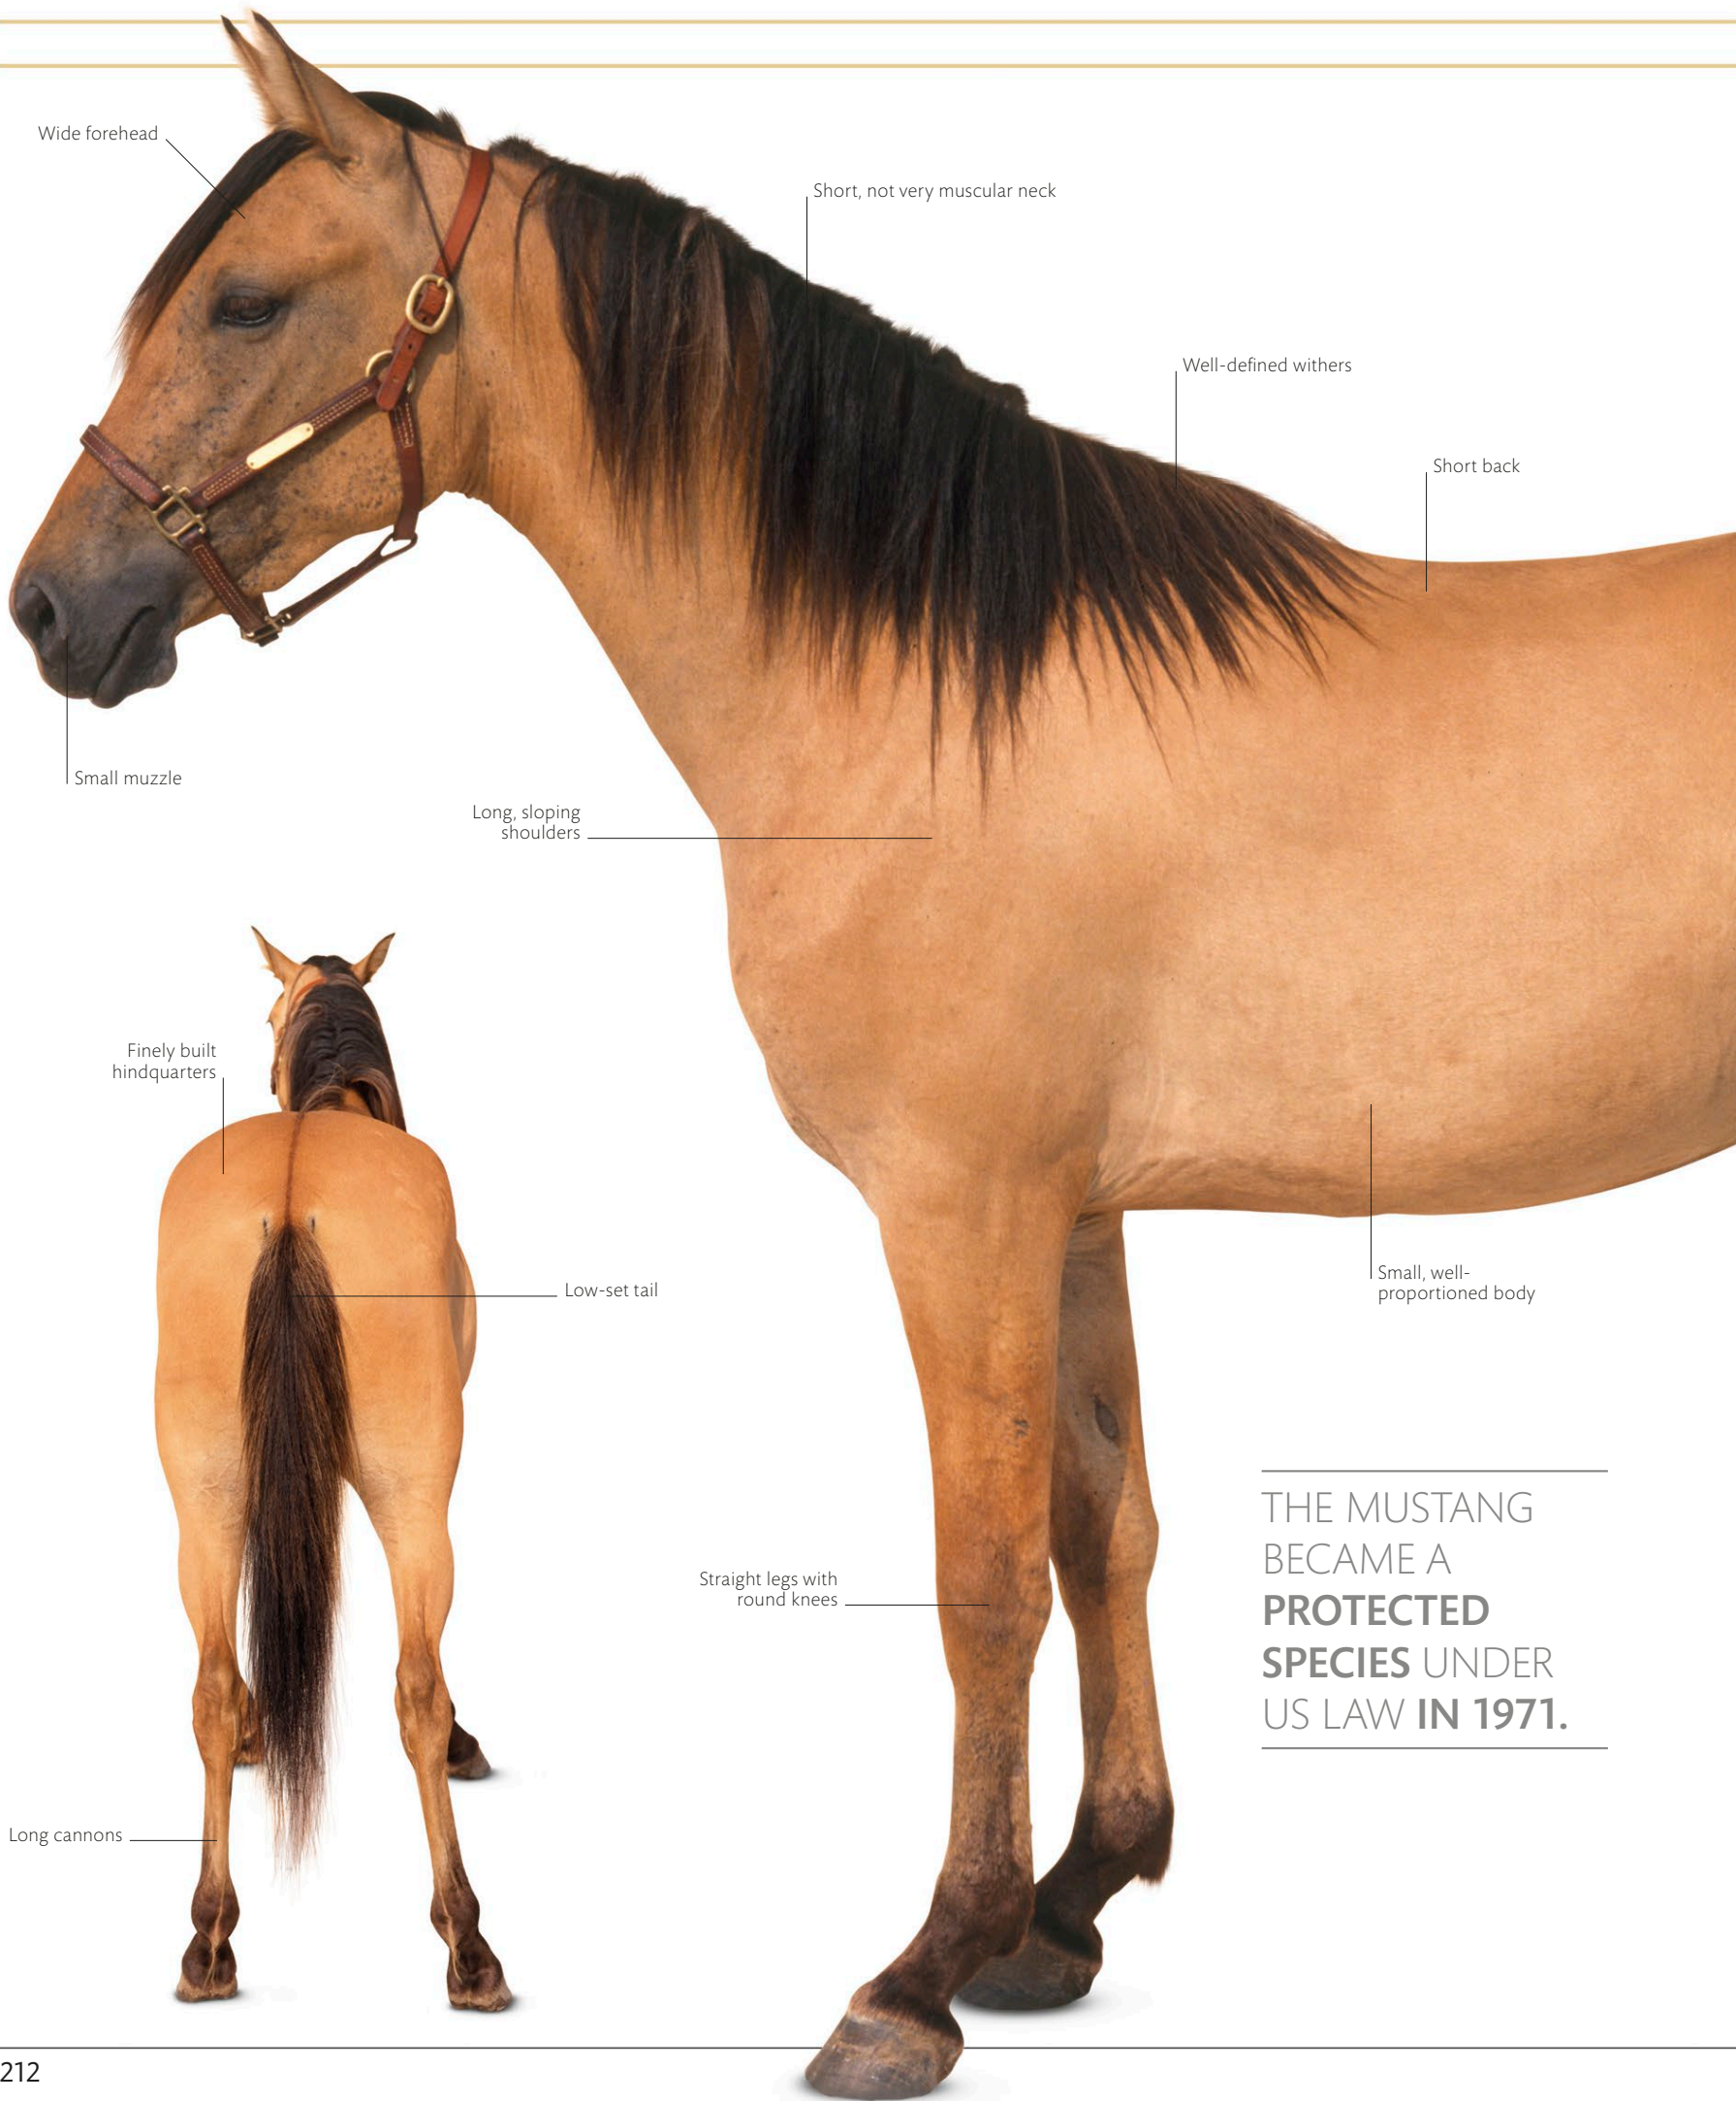 Wide forehead
Short, not very muscular neck
Well-defined withers
Short back
Small muzzle
Long, sloping
shoulders
Finely built
hindquarters
Low-set tail
Small, well-
proportioned body
Straight legs with
round knees
THE MUSTANG
BECAME A
PROTECTED
SPECIES UNDER
US LAW IN 1971.
Long cannons
212